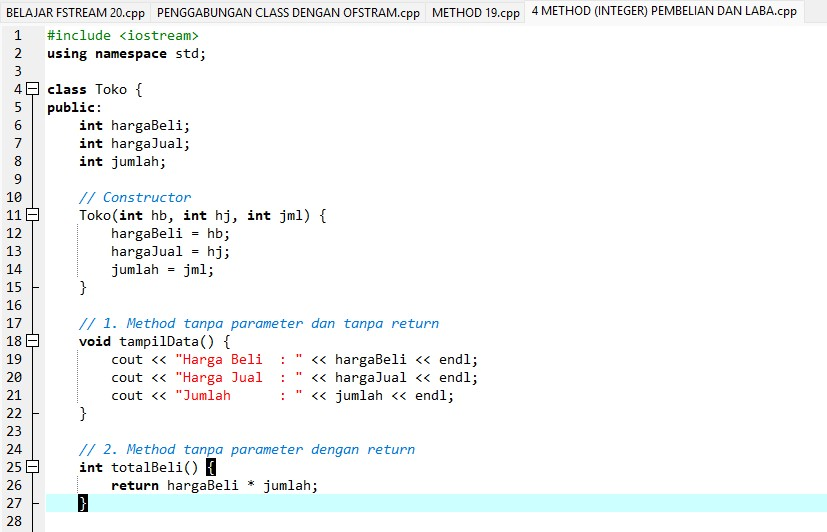 BELAJAR FSTREAM 20.cpp PENGGABUNGAN CLASS DENGAN OFSTRAM.cpp METHOD 19.cpp 4 METHOD (INTEGER) PEMBELIAN DAN LABA.cpp
1 #include <iostream>
2 using namespace std;
3
4 class Toko {
5 public:
6     int hargaBeli;
7     int hargaJual;
8     int jumlah;
9
10     // Constructor
11     Toko(int hb, int hj, int jml) {
12         hargaBeli = hb;
13         hargaJual = hj;
14         jumlah = jml;
15     }
16
17     // 1. Method tanpa parameter dan tanpa return
18     void tampilData() {
19         cout << "Harga Beli  : " << hargaBeli << endl;
20         cout << "Harga Jual  : " << hargaJual << endl;
21         cout << "Jumlah      : " << jumlah << endl;
22     }
23
24     // 2. Method tanpa parameter dengan return
25     int totalBeli() {
26         return hargaBeli * jumlah;
27     }
28